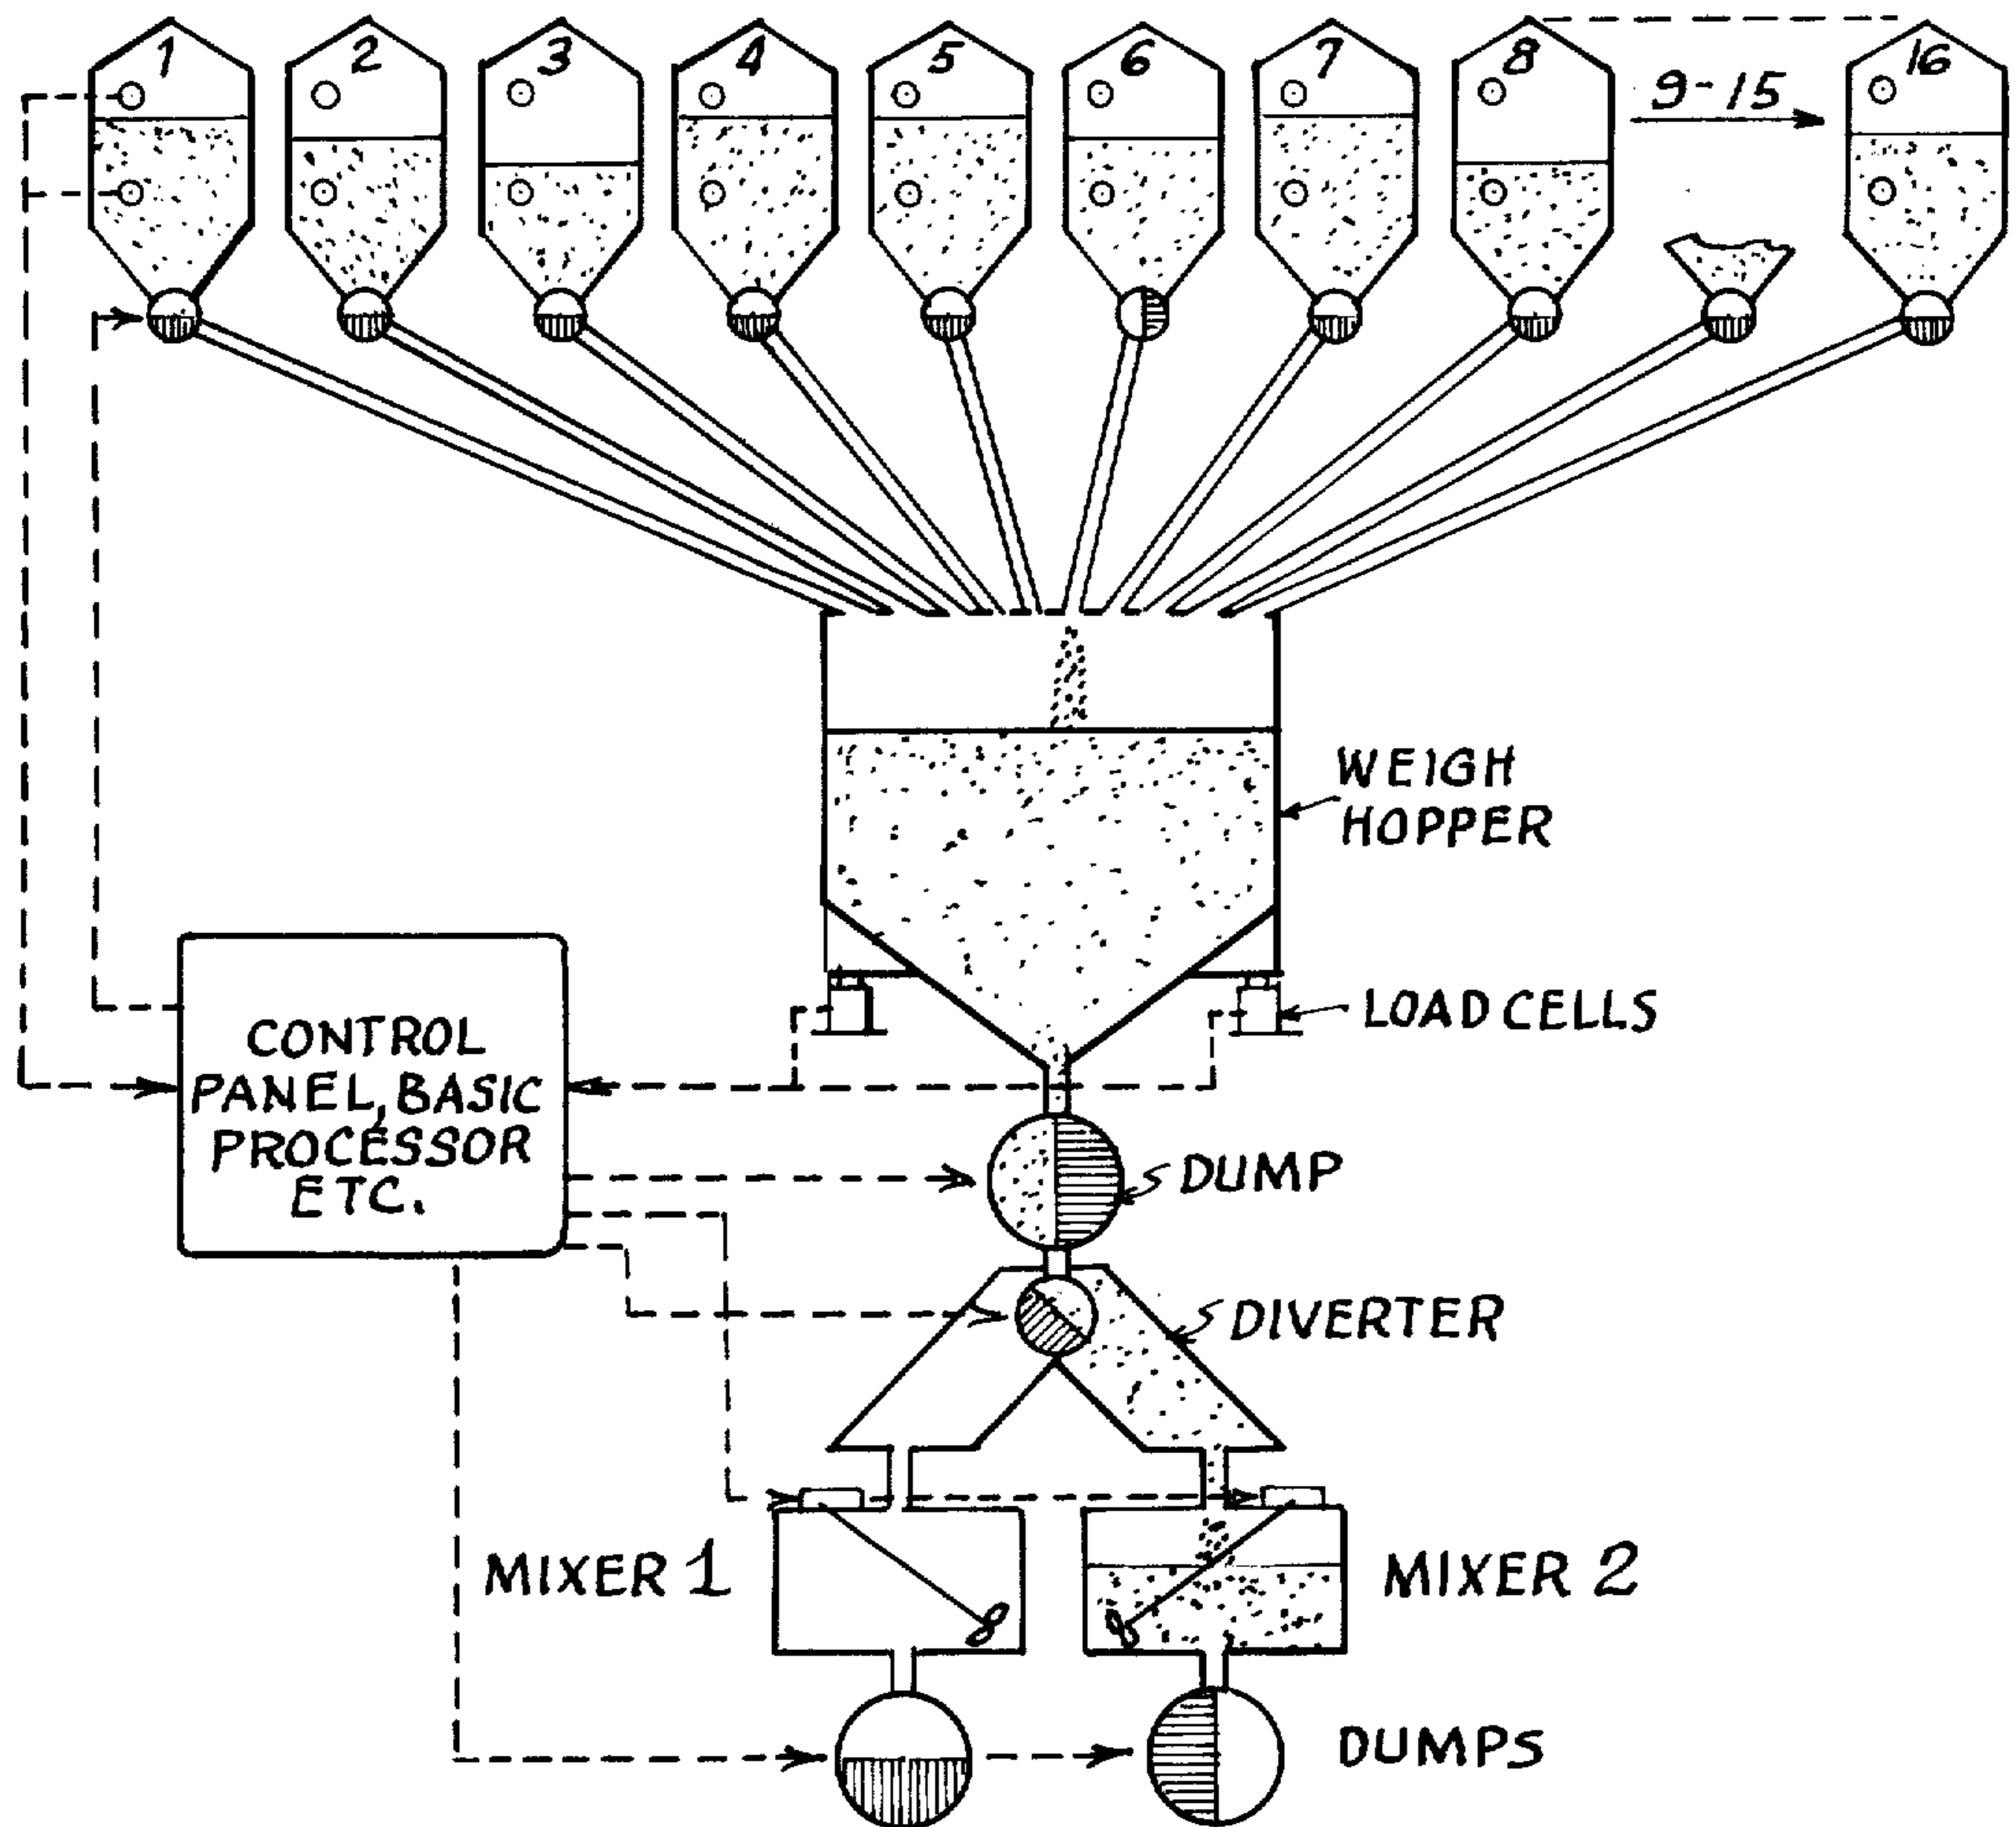 1 2 3 4 5 6 7 8 16
9-15
WEIGH
HOPPER
LOAD CELLS
CONTROL
PANEL, BASIC
PROCESSOR
ETC.
DUMP
DIVERTER
MIXER 1
MIXER 2
DUMPS